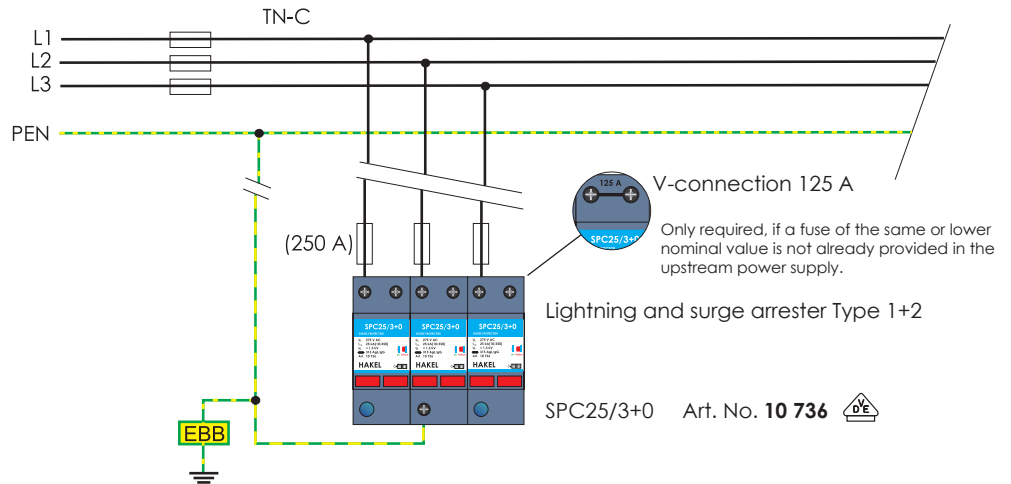 TN-C
L1
L2
L3
PEN
125 A
V-connection 125 A
SPC25/3+0
Only required, if a fuse of the same or lower
nominal value is not already provided in the
upstream power supply.
(250 A)
Lightning and surge arrester Type 1+2
SPC25/3+0 SPC25/3+0 SPC25/3+0
HAKEL HAKEL HAKEL
SPC25/3+0 Art. No. 10 736
EBB